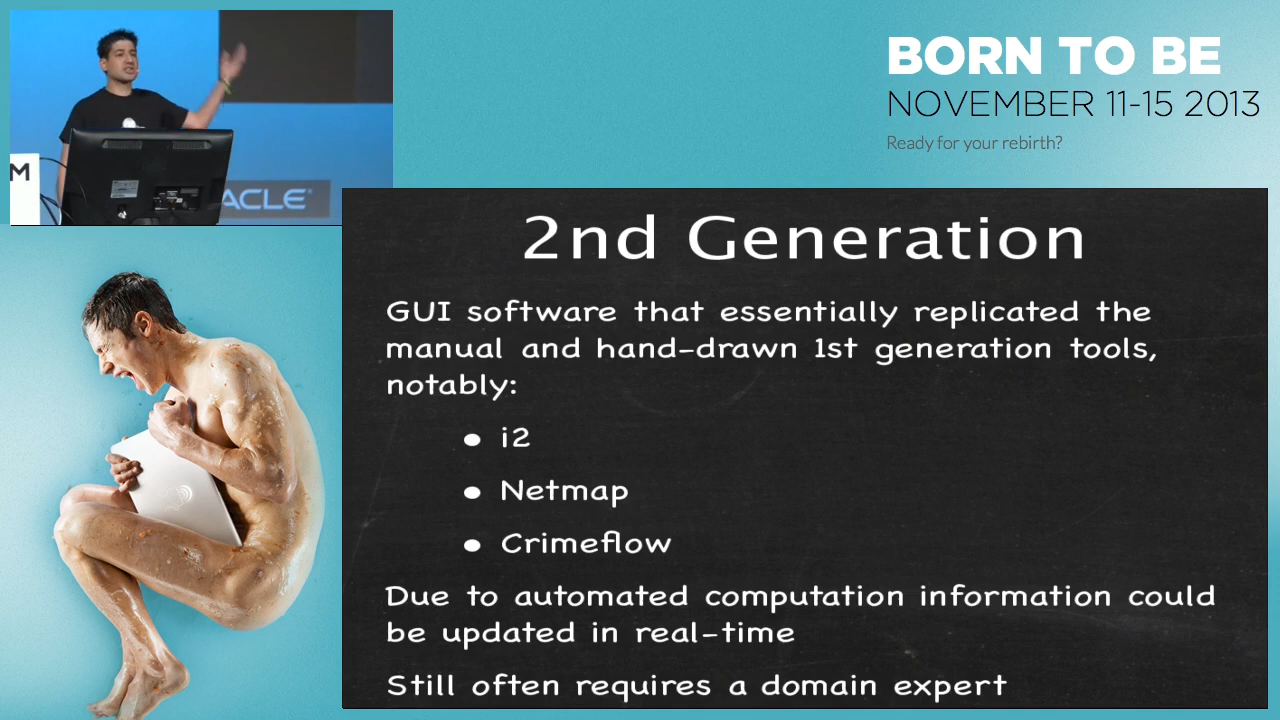 BORN TO BE
NOVEMBER 11-15 2013
Ready for your rebirth?
M
ACLE
2nd Generation
GUI software that essentially replicated the
manual and hand-drawn 1st generation tools,
notably:
• i2
• Netmap
• Crimeflow
Due to automated computation information could
be updated in real-time
Still often requires a domain expert